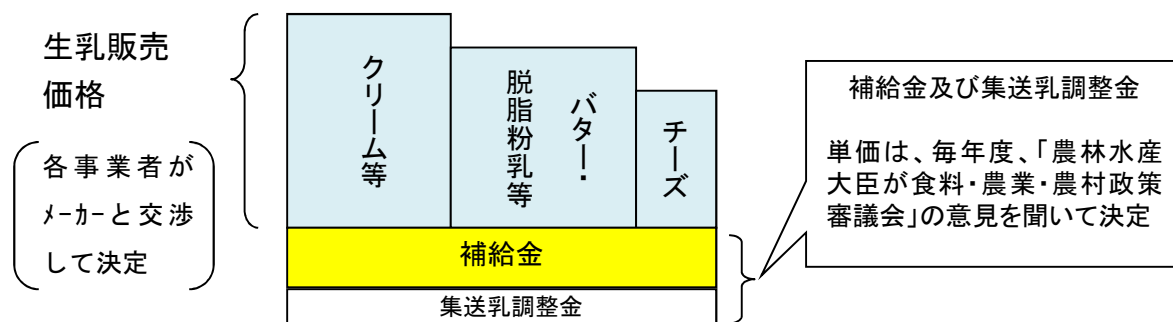 生乳販売
価格
各事業者が
ﾒｰｶｰと交渉
して決定
クリーム等
バター・
脱脂粉乳等
チーズ
補給金
集送乳調整金
補給金及び集送乳調整金
単価は、毎年度、「農林水産
大臣が食料・農業・農村政策
審議会」の意見を聞いて決定